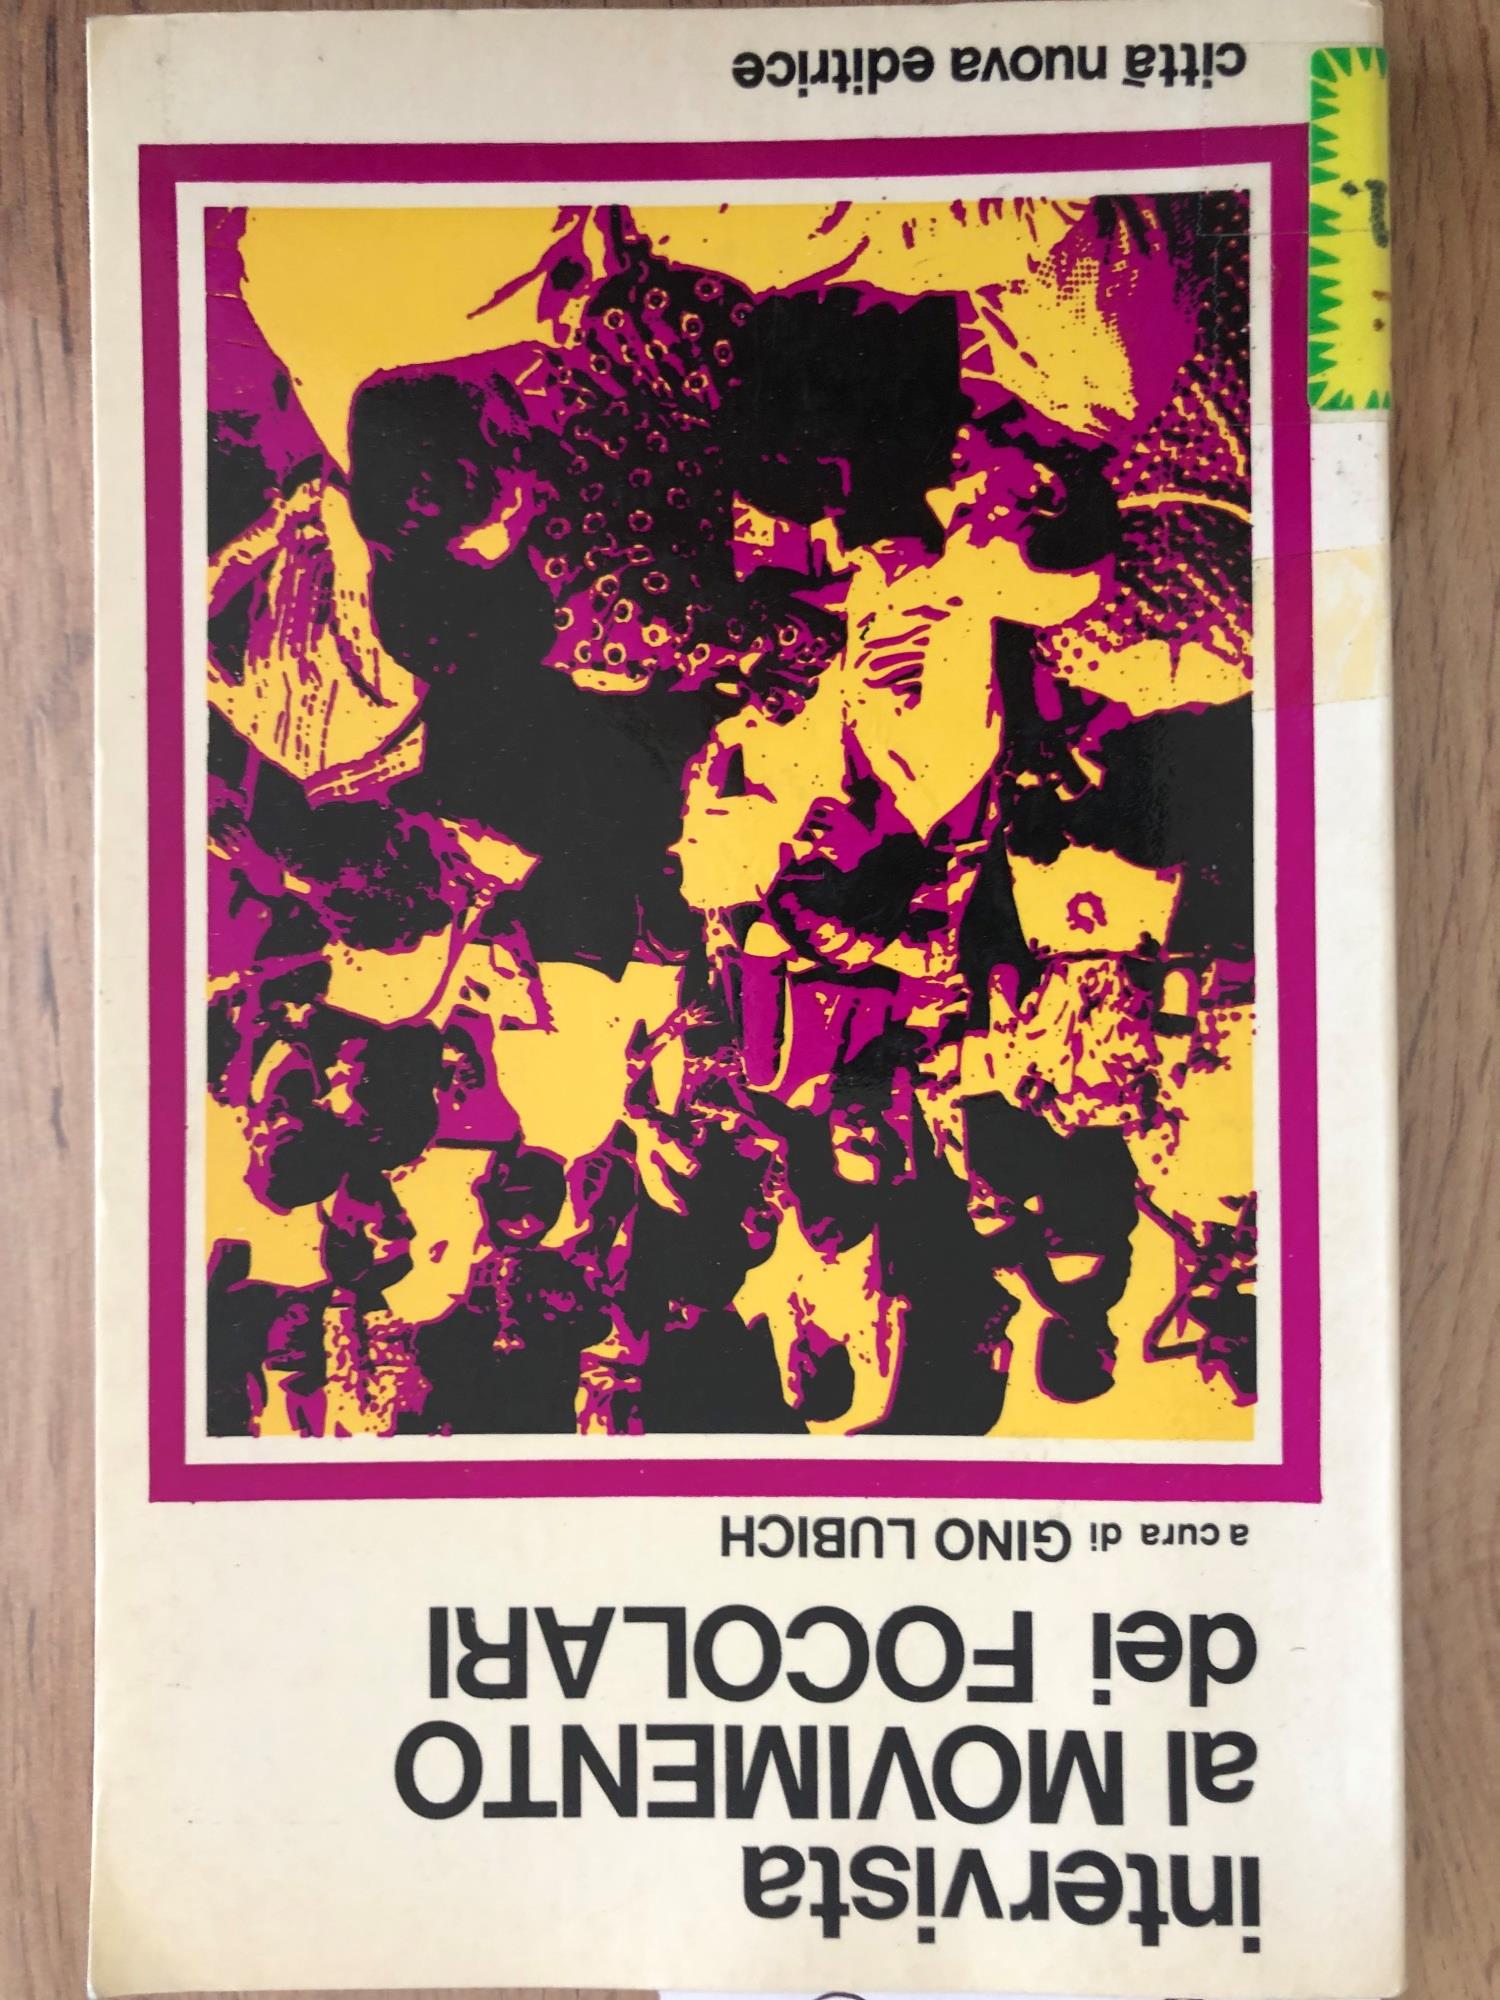 intervista
al MOVIMENTO
dei FOCOLARI
a cura di GINO LUBICH
città nuova editrice